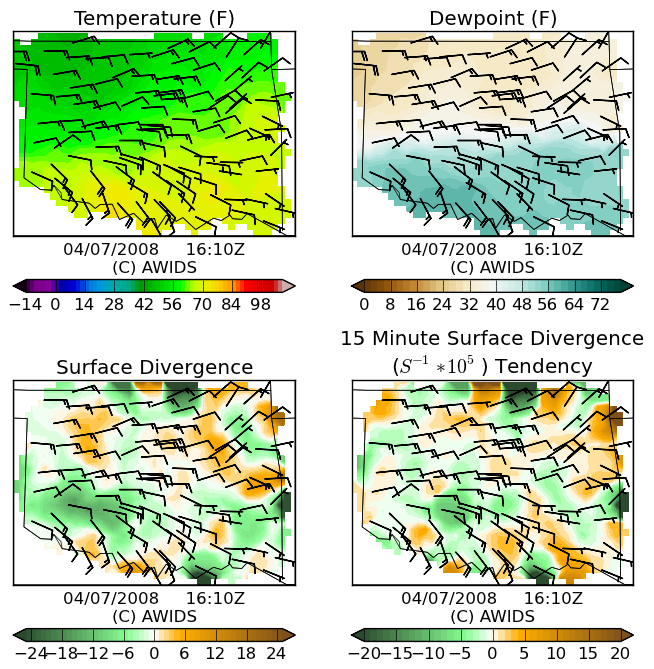 Temperature (F)
Dewpoint (F)
04/07/2008 16:10Z
(C) AWIDS
04/07/2008 16:10Z
(C) AWIDS
−14 0 14 28 42 56 70 84 98
0 8 16 24 32 40 48 56 64 72
15 Minute Surface Divergence
Surface Divergence
(S⁻¹ *10⁵ ) Tendency
04/07/2008 16:10Z
(C) AWIDS
04/07/2008 16:10Z
(C) AWIDS
−24 −18 −12 −6 0 6 12 18 24
−20 −15 −10 −5 0 5 10 15 20